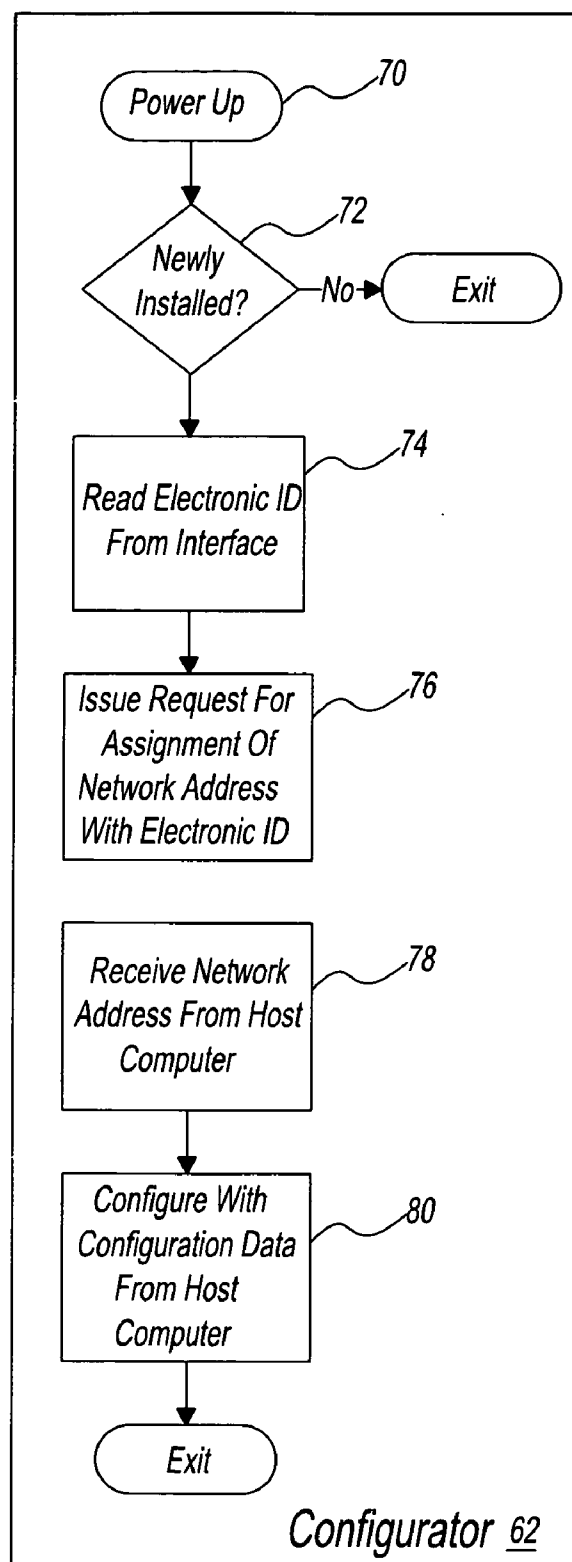 Power Up
70
72
Newly
Installed?
No
Exit
74
Read Electronic ID
From Interface
76
Issue Request For
Assignment Of
Network Address
With Electronic ID
78
Receive Network
Address From Host
Computer
80
Configure With
Configuration Data
From Host
Computer
Exit
Configurator 62